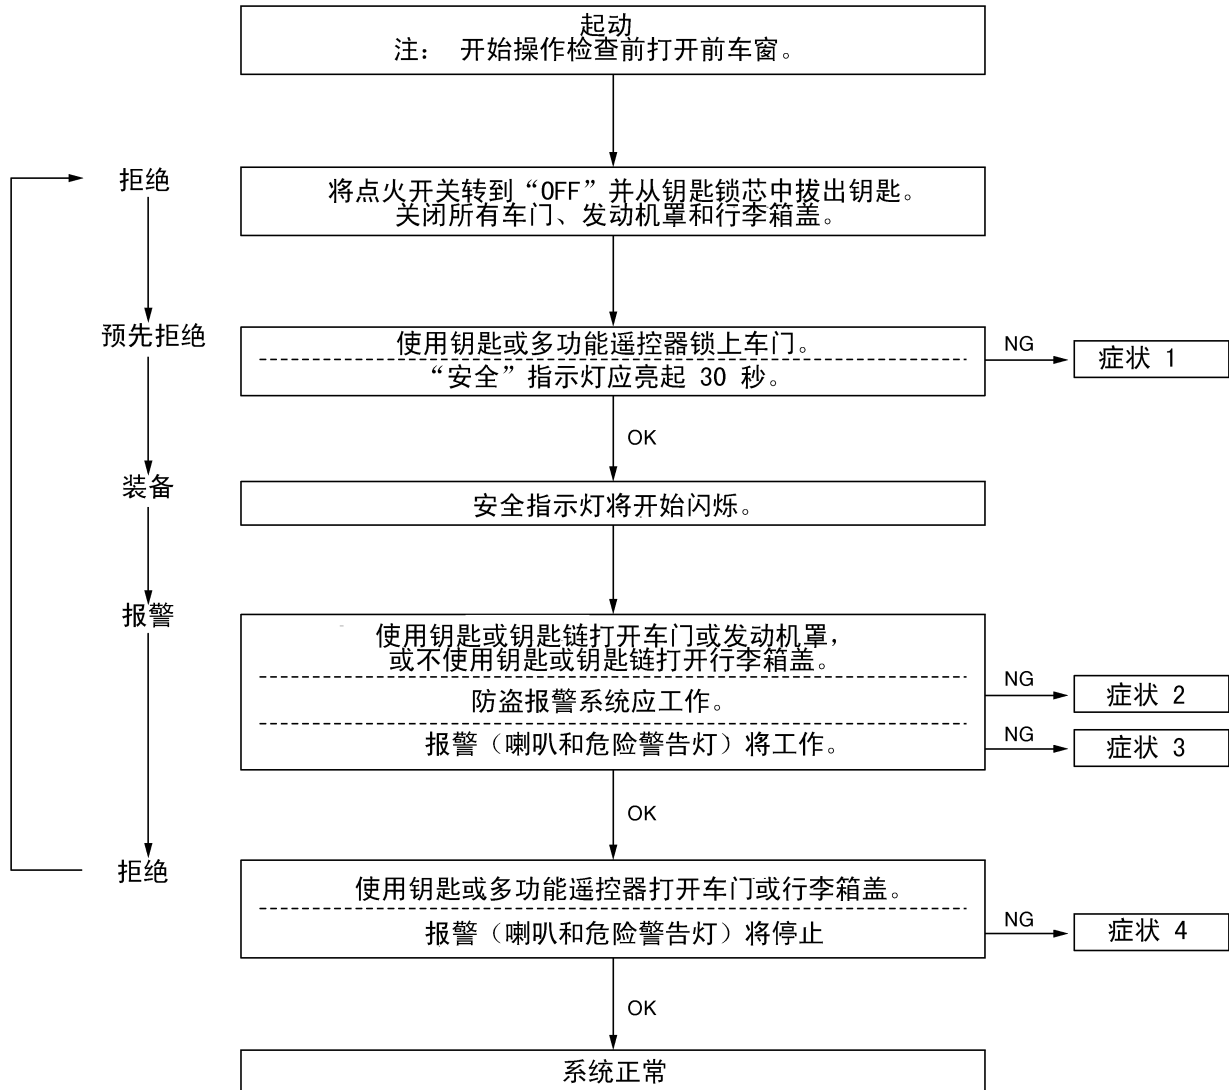 起动
注： 开始操作检查前打开前车窗。
拒绝
将点火开关转到“OFF”并从钥匙锁芯中拔出钥匙。
关闭所有车门、发动机罩和行李箱盖。
预先拒绝
使用钥匙或多功能遥控器锁上车门。
“安全”指示灯应亮起 30 秒。
NG
症状 1
OK
装备
安全指示灯将开始闪烁。
报警
使用钥匙或钥匙链打开车门或发动机罩，
或不使用钥匙或钥匙链打开行李箱盖。
防盗报警系统应工作。
NG
症状 2
报警（喇叭和危险警告灯）将工作。
NG
症状 3
OK
拒绝
使用钥匙或多功能遥控器打开车门或行李箱盖。
报警（喇叭和危险警告灯）将停止
NG
症状 4
OK
系统正常